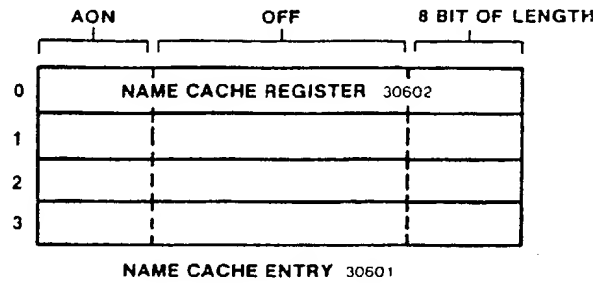 AON OFF 8 BIT OF LENGTH
0 NAME CACHE REGISTER 30602
1
2
3
NAME CACHE ENTRY 30601